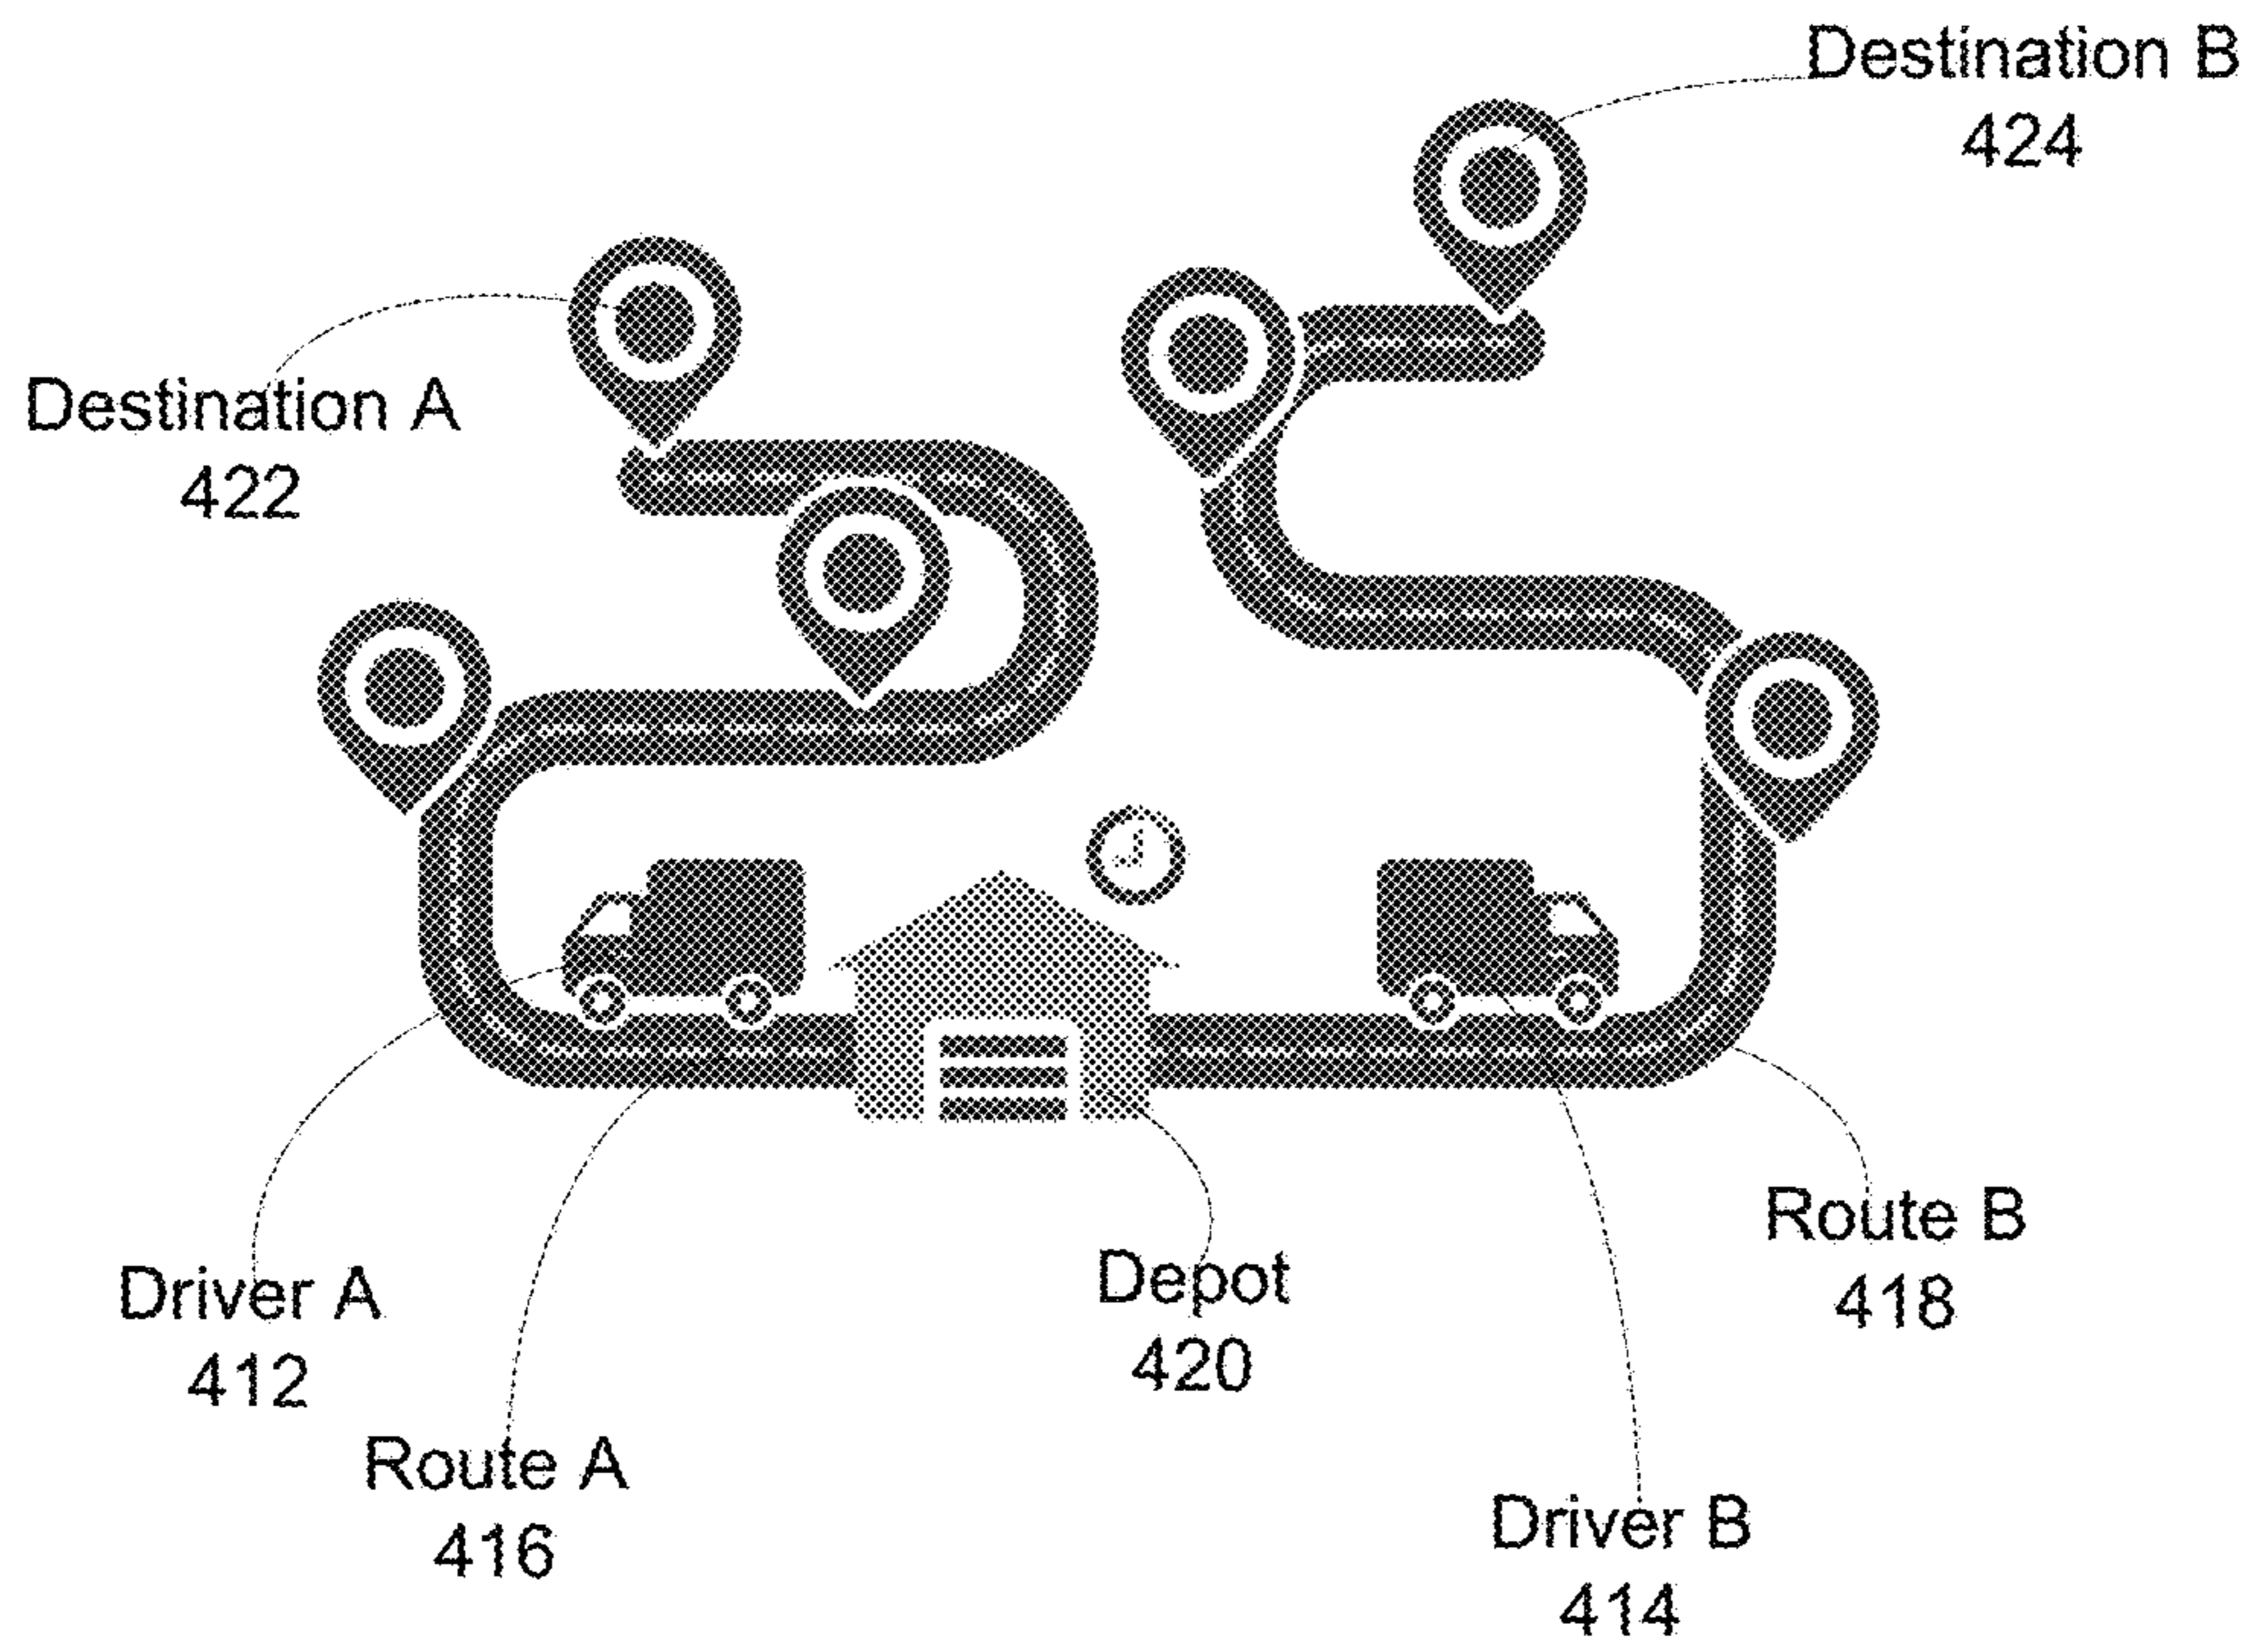 Destination B
424
Destination A
422
Route B
418
Depot
420
Driver A
412
Route A
416
Driver B
414